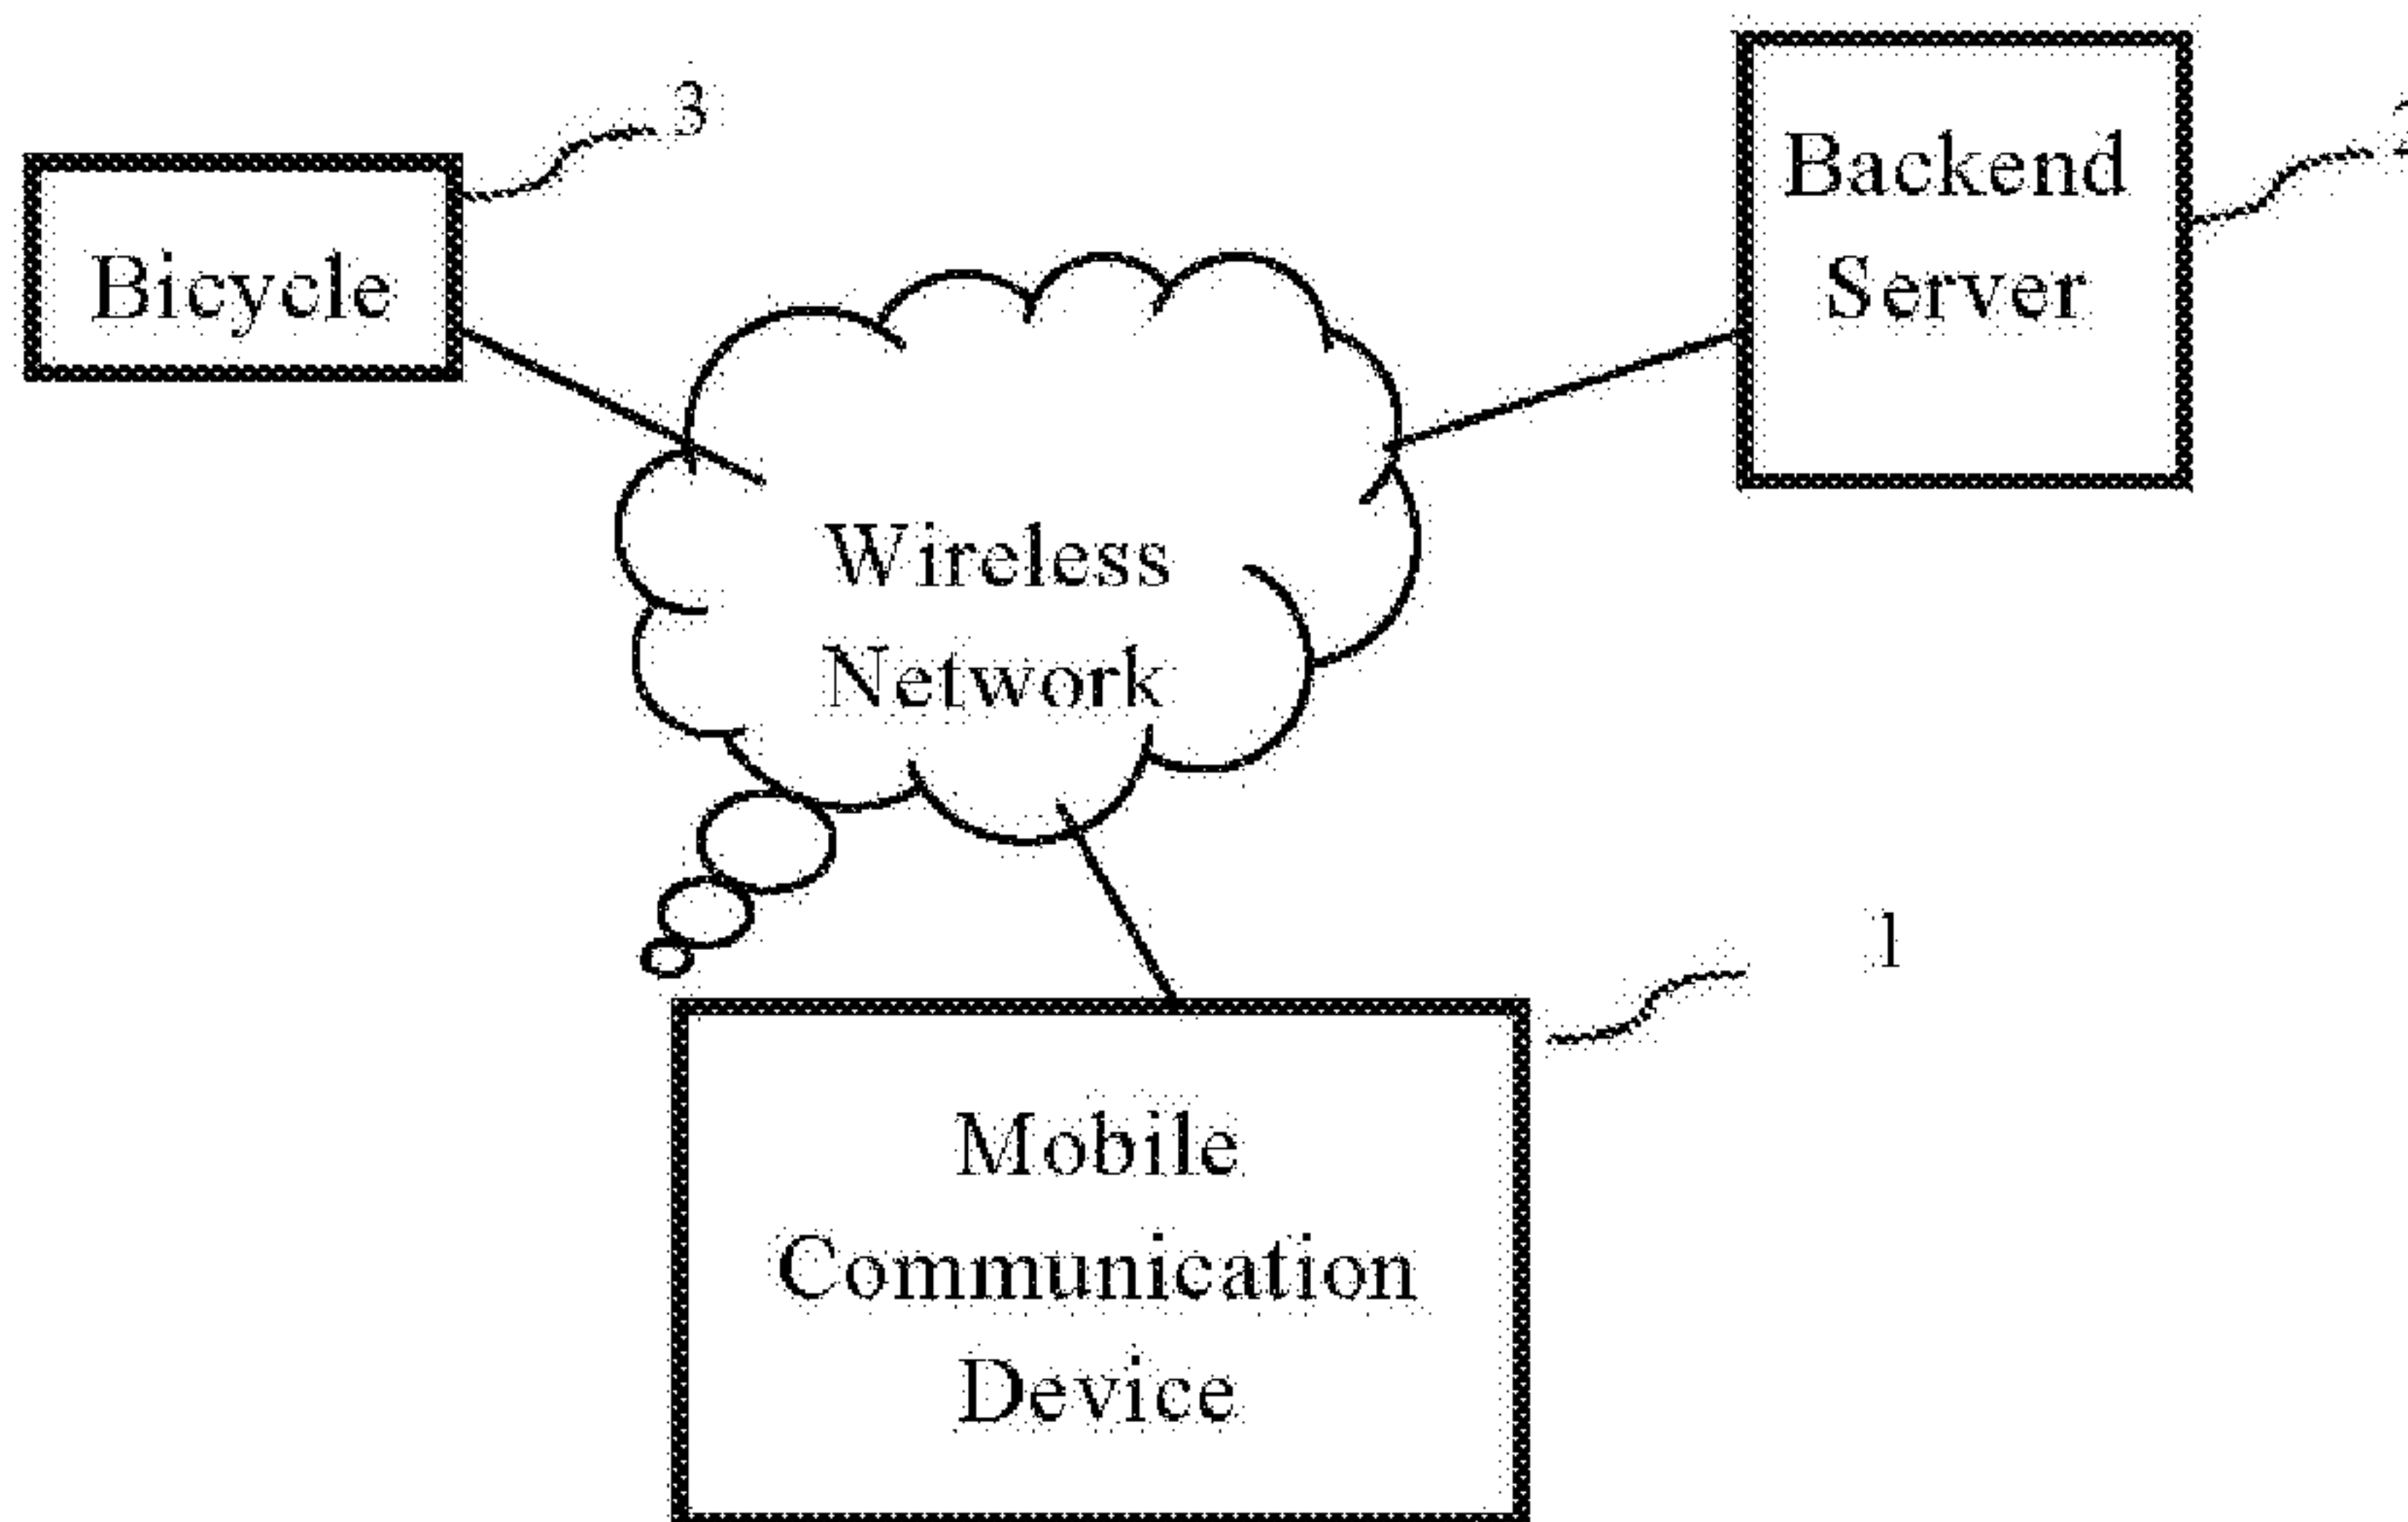 3
Bicycle
Backend
Server
Wireless
Network
1
Mobile
Communication
Device